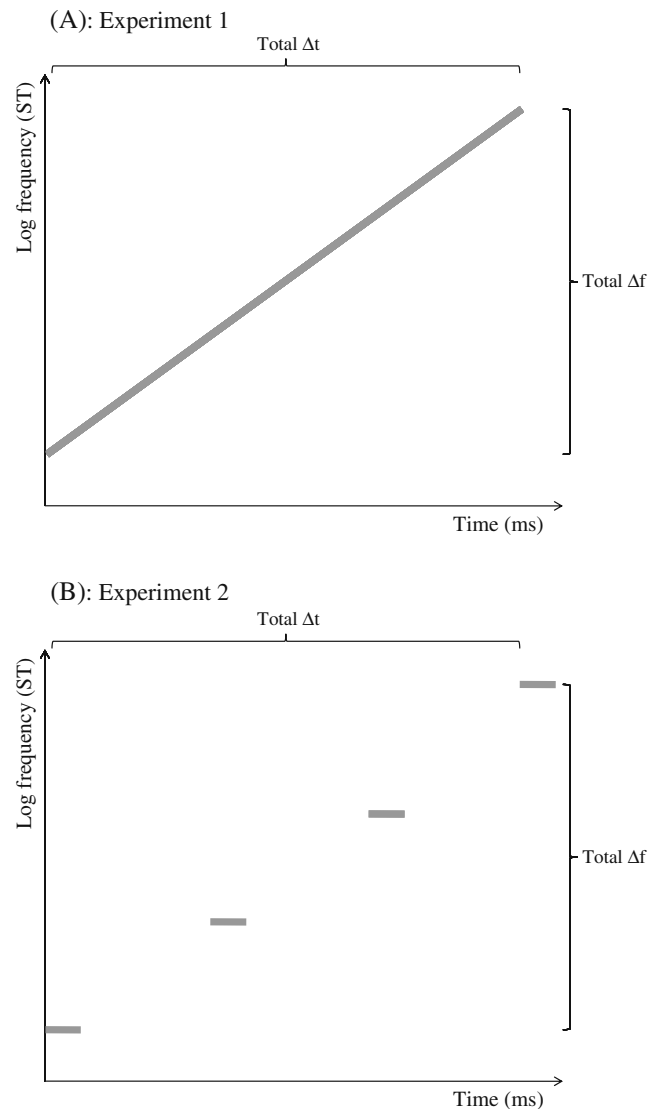 (A): Experiment 1
Total Δt
Log frequency (ST)
Total Δf
Time (ms)
(B): Experiment 2
Total Δt
Log frequency (ST)
Total Δf
Time (ms)